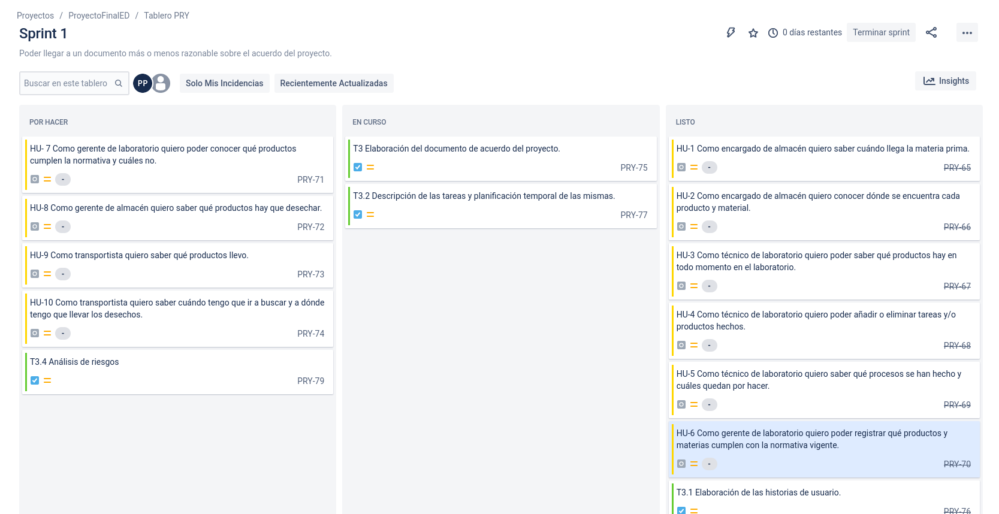 Proyectos / ProyectoFinalED / Tablero PRY
Sprint 1
0 días restantes
Terminar sprint
Poder llegar a un documento más o menos razonable sobre el acuerdo del proyecto.
Buscar en este tablero
PP
Solo Mis Incidencias
Recientemente Actualizadas
Insights
POR HACER
HU- 7 Como gerente de laboratorio quiero poder conocer qué productos
cumplen la normativa y cuáles no.
-
PRY-71
HU-8 Como gerente de almacén quiero saber qué productos hay que desechar.
-
PRY-72
HU-9 Como transportista quiero saber qué productos llevo.
-
PRY-73
HU-10 Como transportista quiero saber cuándo tengo que ir a buscar y a dónde
tengo que llevar los desechos.
-
PRY-74
T3.4 Análisis de riesgos
PRY-79
EN CURSO
T3 Elaboración del documento de acuerdo del proyecto.
PRY-75
T3.2 Descripción de las tareas y planificación temporal de las mismas.
PRY-77
LISTO
HU-1 Como encargado de almacén quiero saber cuándo llega la materia prima.
-
PRY-65
HU-2 Como encargado de almacén quiero conocer dónde se encuentra cada
producto y material.
-
PRY-66
HU-3 Como técnico de laboratorio quiero poder saber qué productos hay en
todo momento en el laboratorio.
-
PRY-67
HU-4 Como técnico de laboratorio quiero poder añadir o eliminar tareas y/o
productos hechos.
-
PRY-68
HU-5 Como técnico de laboratorio quiero saber qué procesos se han hecho y
cuáles quedan por hacer.
-
PRY-69
HU-6 Como gerente de laboratorio quiero poder registrar qué productos y
materias cumplen con la normativa vigente.
-
PRY-70
T3.1 Elaboración de las historias de usuario.
PRY-76